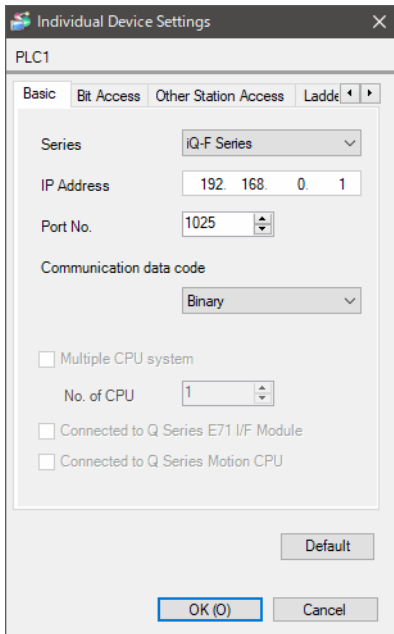 Individual Device Settings
PLC1
Basic Bit Access Other Station Access Ladde
Series iQ-F Series
IP Address 192. 168. 0. 1
Port No. 1025
Communication data code
Binary
Multiple CPU system
No. of CPU 1
Connected to Q Series E71 I/F Module
Connected to Q Series Motion CPU
Default
OK (O) Cancel